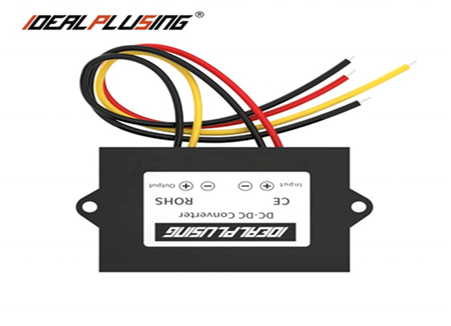 IDEALPLUSING®
IDEALPLUSING
DC-DC Converter
CE ROHS
Input ⊕ ⊖ ⊖ ⊕ Output